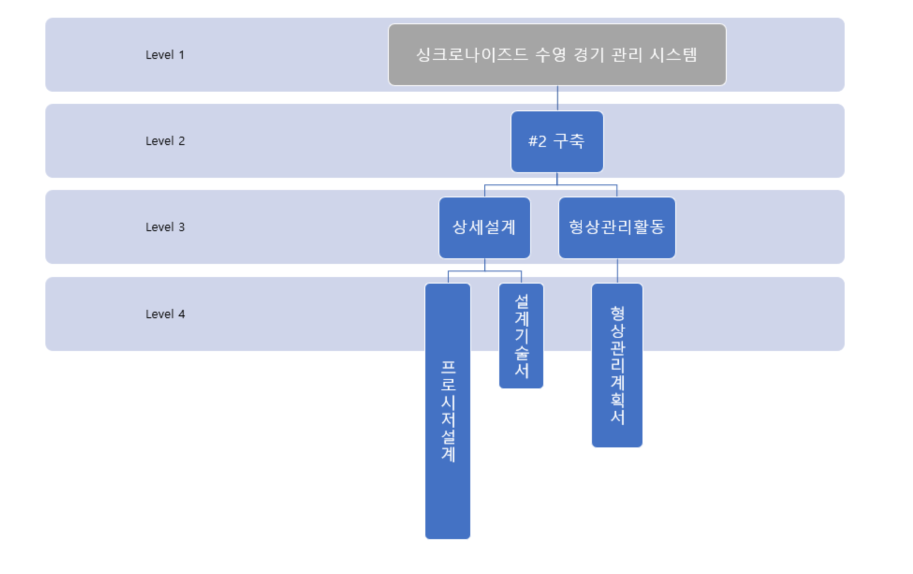 Level 1
싱크로나이즈드 수영 경기 관리 시스템
Level 2
#2 구축
Level 3
상세설계
형상관리활동
Level 4
프로시저설계
설계기술서
형상관리계획서